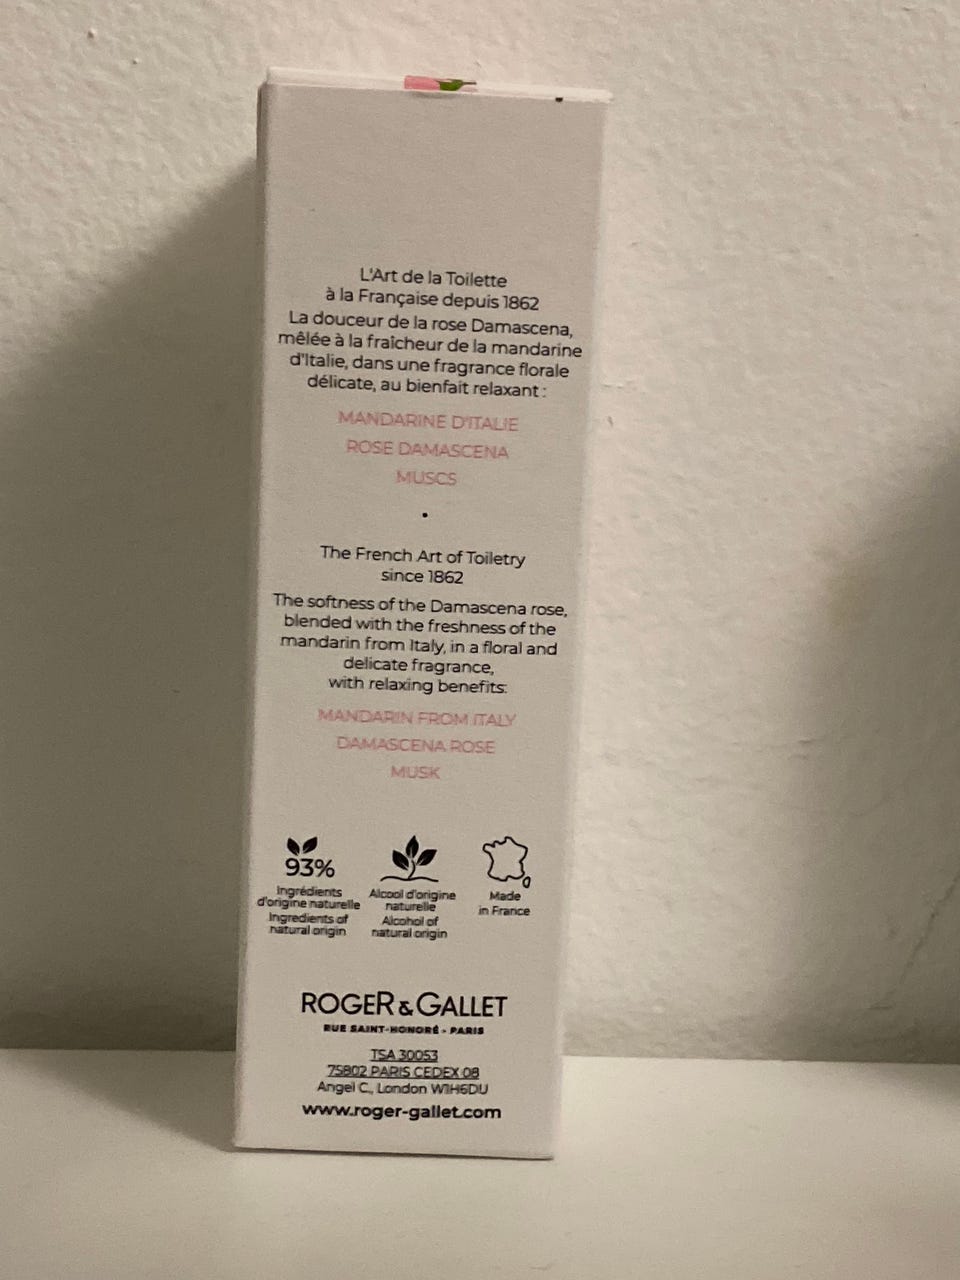 L'Art de la Toilette
à la Française depuis 1862
La douceur de la rose Damascena,
mêlée à la fraîcheur de la mandarine
d'Italie, dans une fragrance florale
délicate, au bienfait relaxant :
MANDARINE D'ITALIE
ROSE DAMASCENA
MUSCS
•
The French Art of Toiletry
since 1862
The softness of the Damascena rose,
blended with the freshness of the
mandarin from Italy, in a floral and
delicate fragrance,
with relaxing benefits:
MANDARIN FROM ITALY
DAMASCENA ROSE
MUSK
93%
Ingrédients
d'origine naturelle
Ingredients of
natural origin
Alcool d'origine
naturelle
Alcohol of
natural origin
Made
in France
ROGER & GALLET
RUE SAINT-HONORÉ - PARIS
TSA 30053
75802 PARIS CEDEX 08
Angel C., London W1H6DU
www.roger-gallet.com